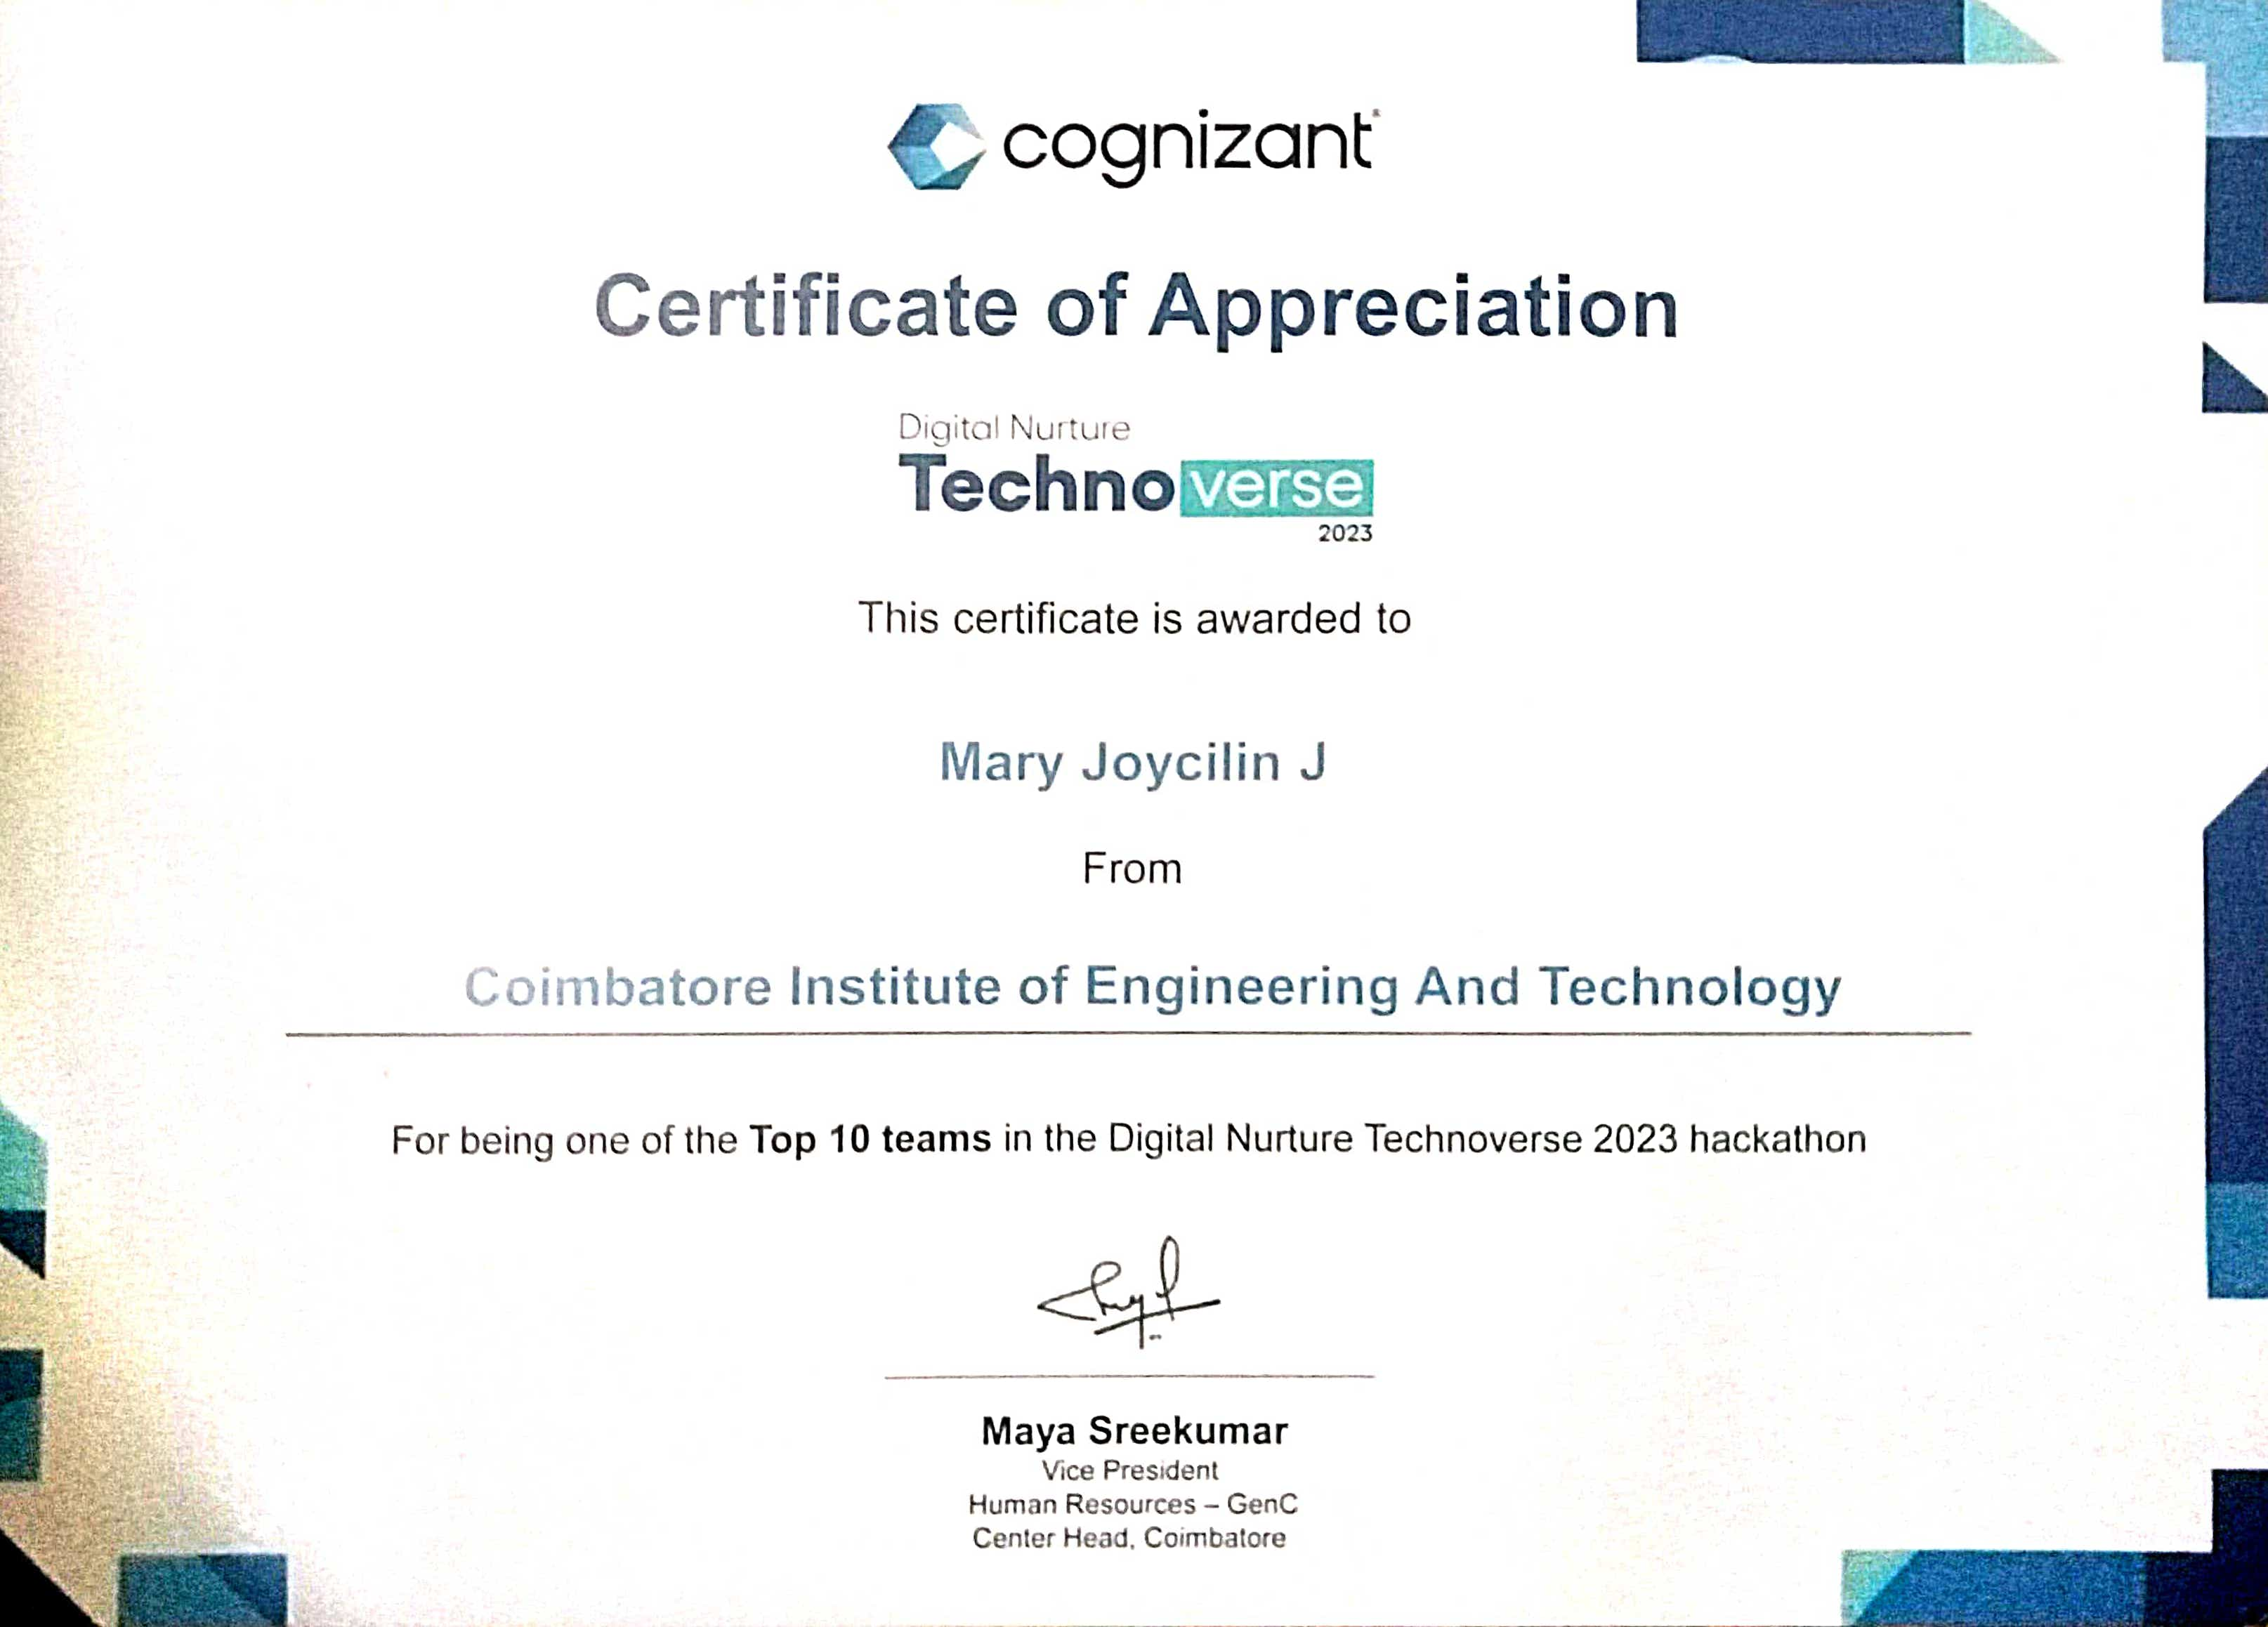 cognizant
Certificate of Appreciation
Digital Nurture
Technoverse
2023
This certificate is awarded to
Mary Joycilin J
From
Coimbatore Institute of Engineering And Technology
For being one of the Top 10 teams in the Digital Nurture Technoverse 2023 hackathon
Maya Sreekumar
Vice President
Human Resources – GenC
Center Head, Coimbatore